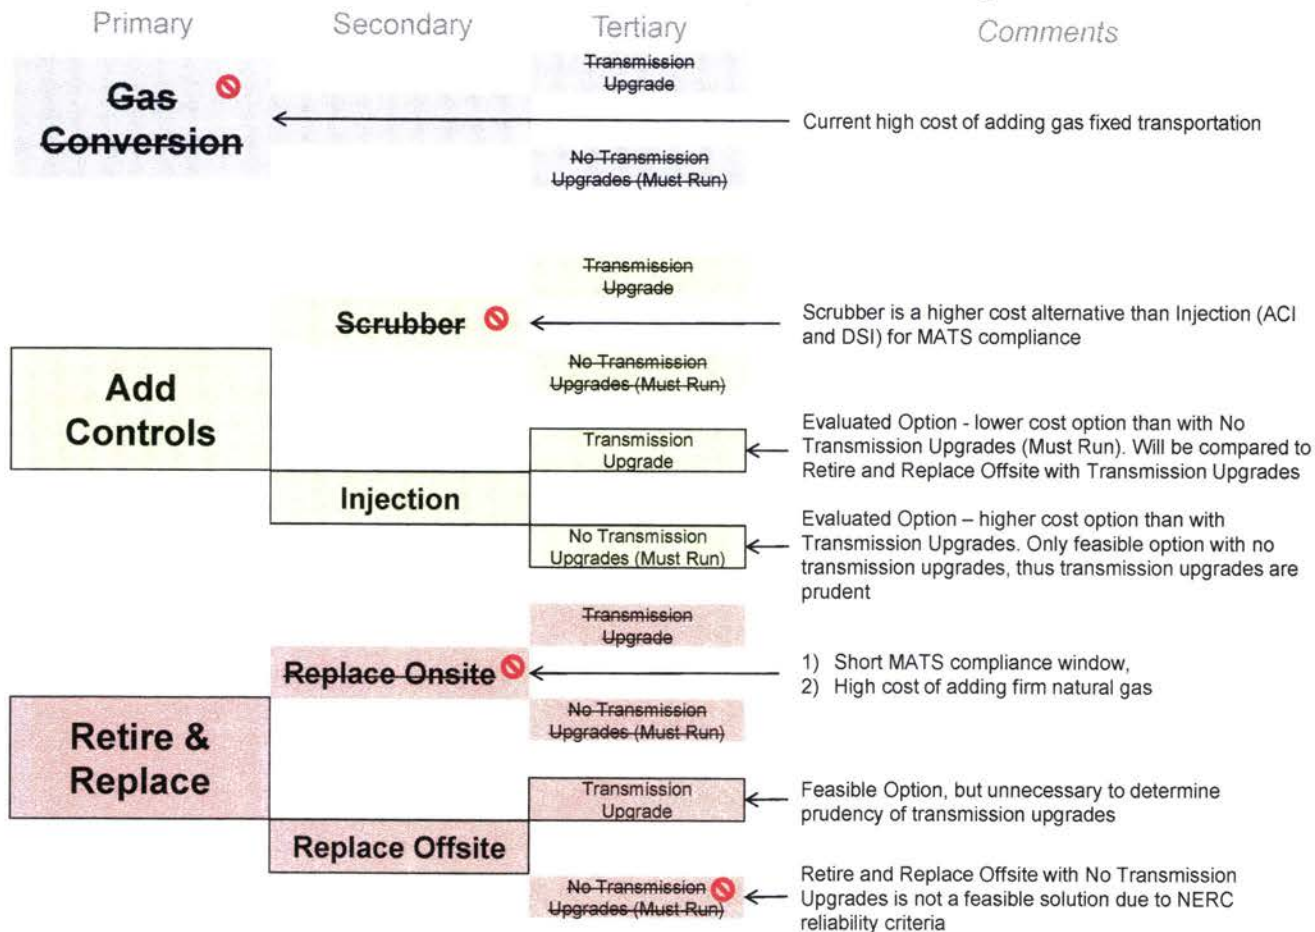 Primary
Secondary
Tertiary
Comments
Transmission
Upgrade
Gas
Conversion
Current high cost of adding gas fixed transportation
No Transmission
Upgrades (Must Run)
Transmission
Upgrade
Scrubber
Scrubber is a higher cost alternative than Injection (ACI
and DSI) for MATS compliance
No Transmission
Upgrades (Must Run)
Add
Controls
Transmission
Upgrade
Evaluated Option - lower cost option than with No
Transmission Upgrades (Must Run). Will be compared to
Retire and Replace Offsite with Transmission Upgrades
Injection
No Transmission
Upgrades (Must Run)
Evaluated Option – higher cost option than with
Transmission Upgrades. Only feasible option with no
transmission upgrades, thus transmission upgrades are
prudent
Transmission
Upgrade
Replace Onsite
1) Short MATS compliance window,
2) High cost of adding firm natural gas
No Transmission
Upgrades (Must Run)
Retire &
Replace
Transmission
Upgrade
Feasible Option, but unnecessary to determine
prudency of transmission upgrades
Replace Offsite
No Transmission
Upgrades (Must Run)
Retire and Replace Offsite with No Transmission
Upgrades is not a feasible solution due to NERC
reliability criteria